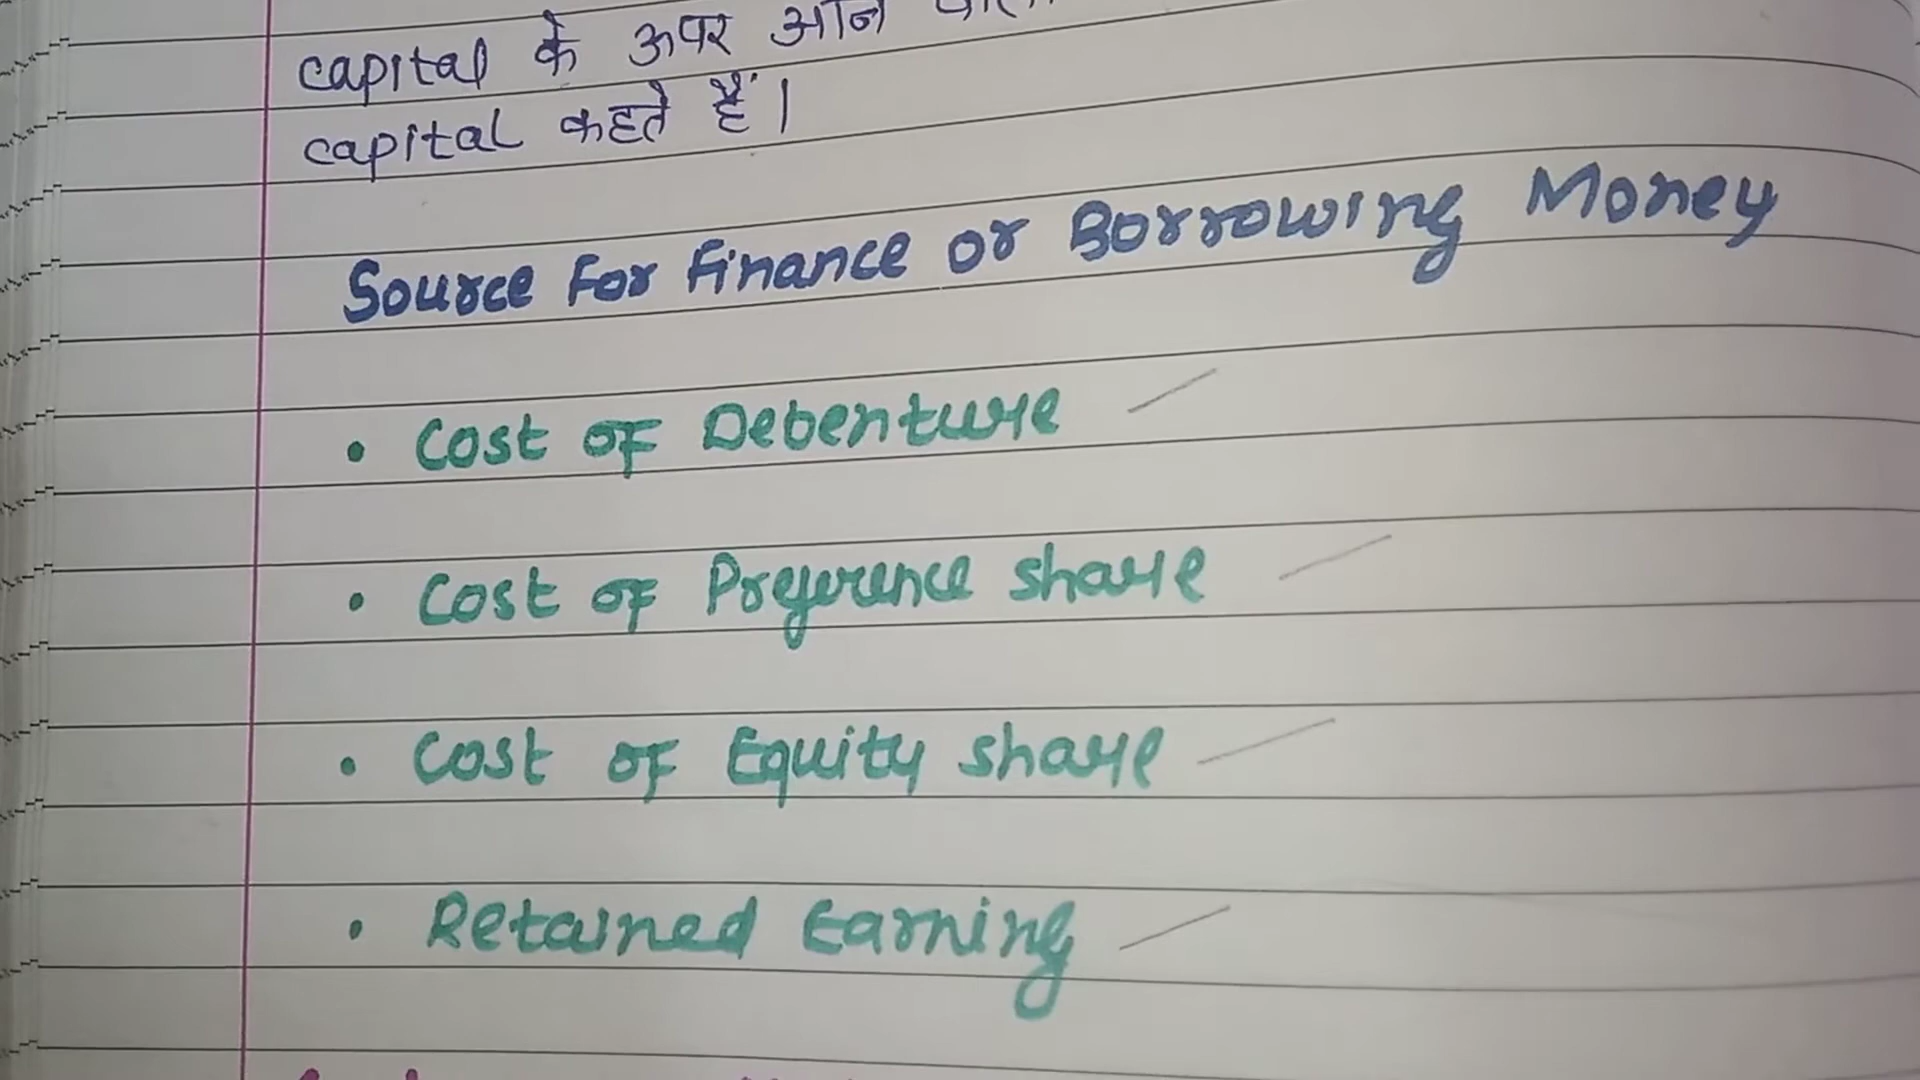 capital के ऊपर आने
capital कहते हैं।
Source For Finance or Borrowing Money
• Cost of Debenture
• Cost of Preference share
• Cost of Equity share
• Retained Earning